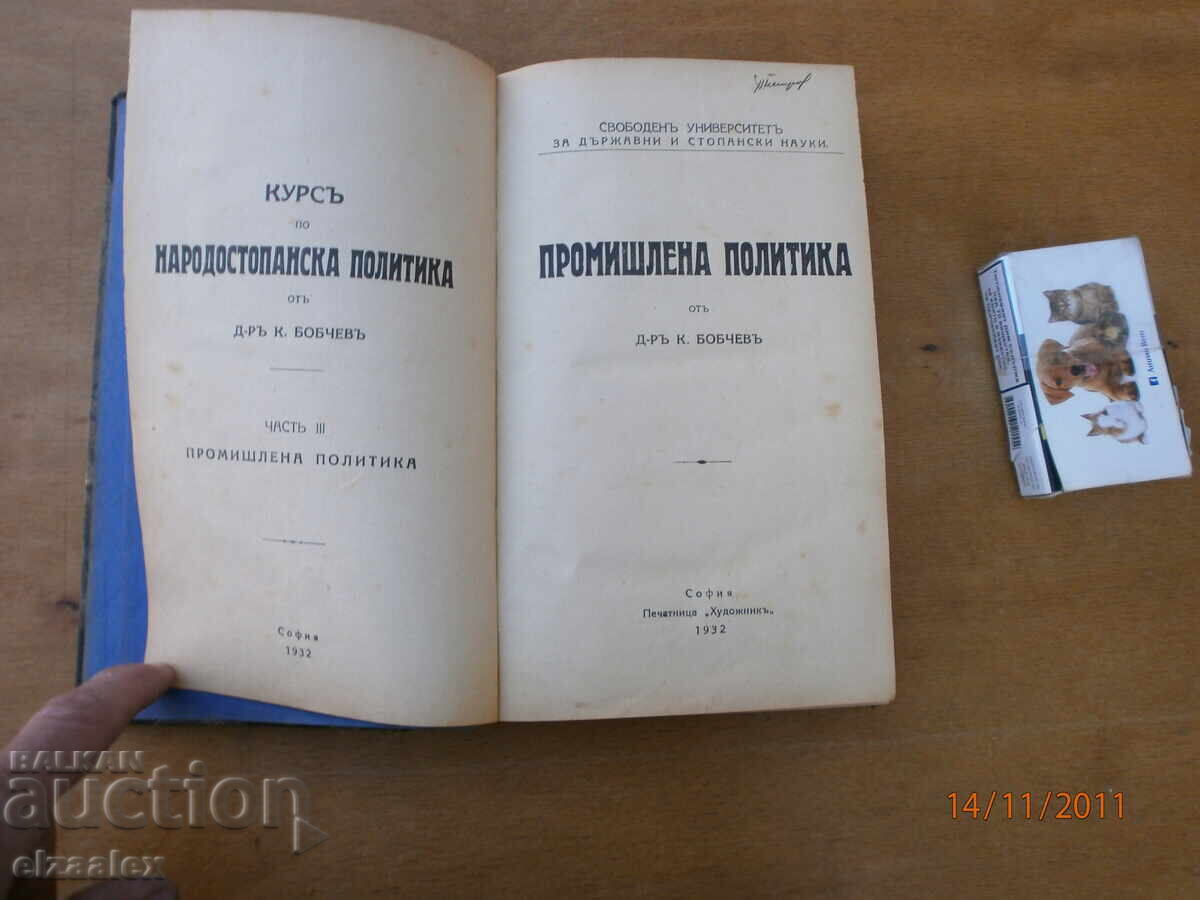 КУРСЪ
ПО
НАРОДОСТОПАНСКА ПОЛИТИКА
ОТЪ
Д-РЪ К. БОБЧЕВЪ
ЧАСТЬ III
ПРОМИШЛЕНА ПОЛИТИКА
София
1932
СВОБОДЕНЪ УНИВЕРСИТЕТЪ
ЗА ДЪРЖАВНИ И СТОПАНСКИ НАУКИ.
ПРОМИШЛЕНА ПОЛИТИКА
ОТЪ
Д-РЪ К. БОБЧЕВЪ
София
Печатница „Художникъ“
1932
14/11/2011
BALKAN
auction
elzaalex